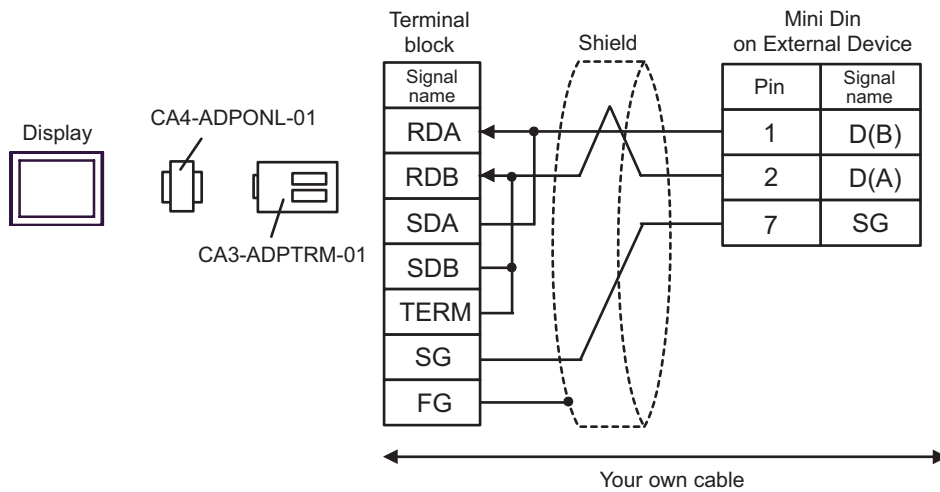 Display
CA4-ADPONL-01
CA3-ADPTRM-01
Terminal
block
Signal
name
RDA
RDB
SDA
SDB
TERM
SG
FG
Shield
Mini Din
on External Device
Pin
Signal
name
1
D(B)
2
D(A)
7
SG
Your own cable